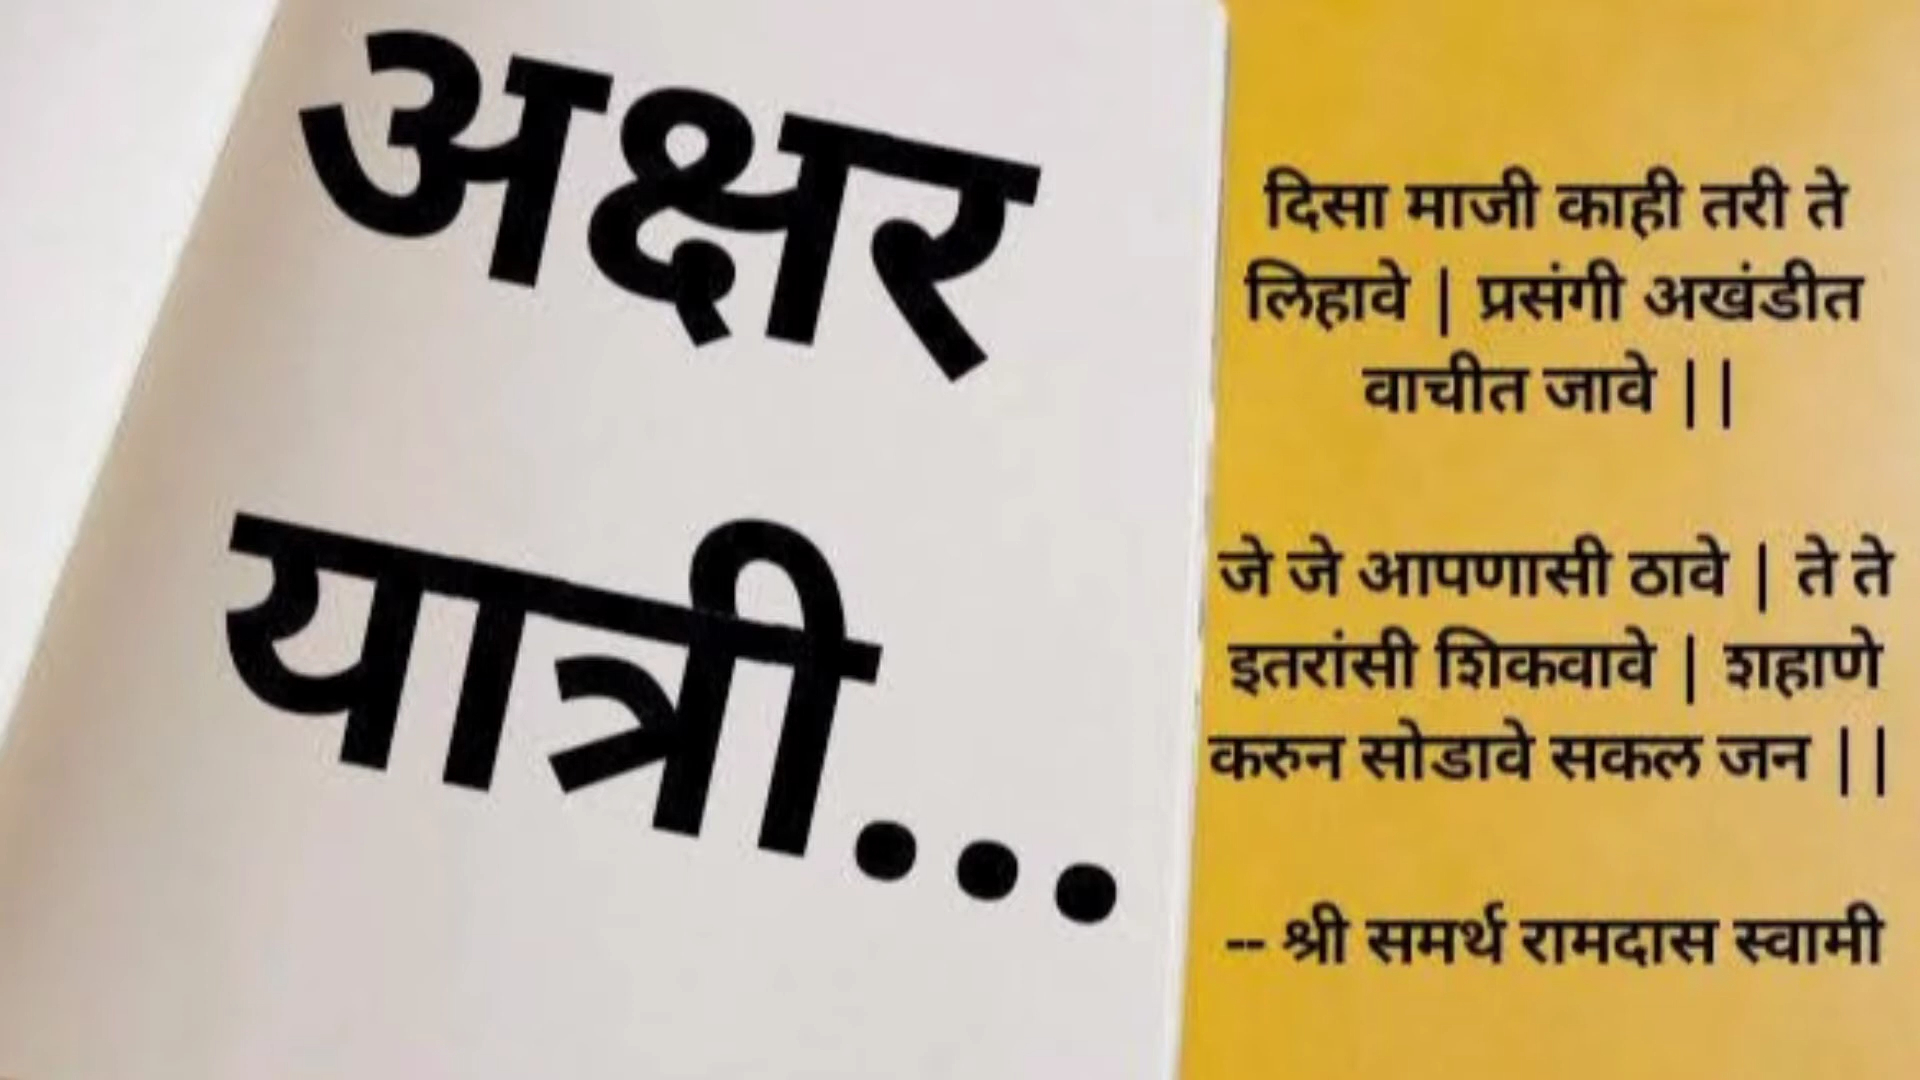 अक्षर
यात्री...
दिसा माजी काही तरी ते
लिहावे | प्रसंगी अखंडीत
वाचीत जावे ||
जे जे आपणासी ठावे | ते ते
इतरांसी शिकवावे | शहाणे
करुन सोडावे सकल जन ||
-- श्री समर्थ रामदास स्वामी